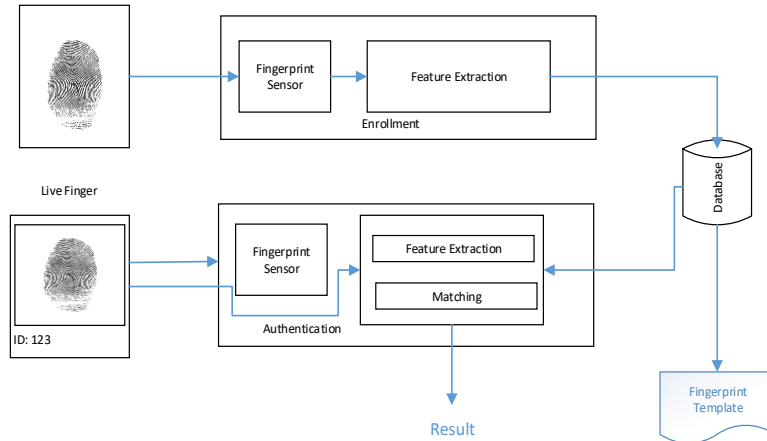 Fingerprint
Sensor
Feature Extraction
Enrollment
Database
Live Finger
Fingerprint
Sensor
Feature Extraction
Matching
ID: 123
Authentication
Fingerprint
Template
Result